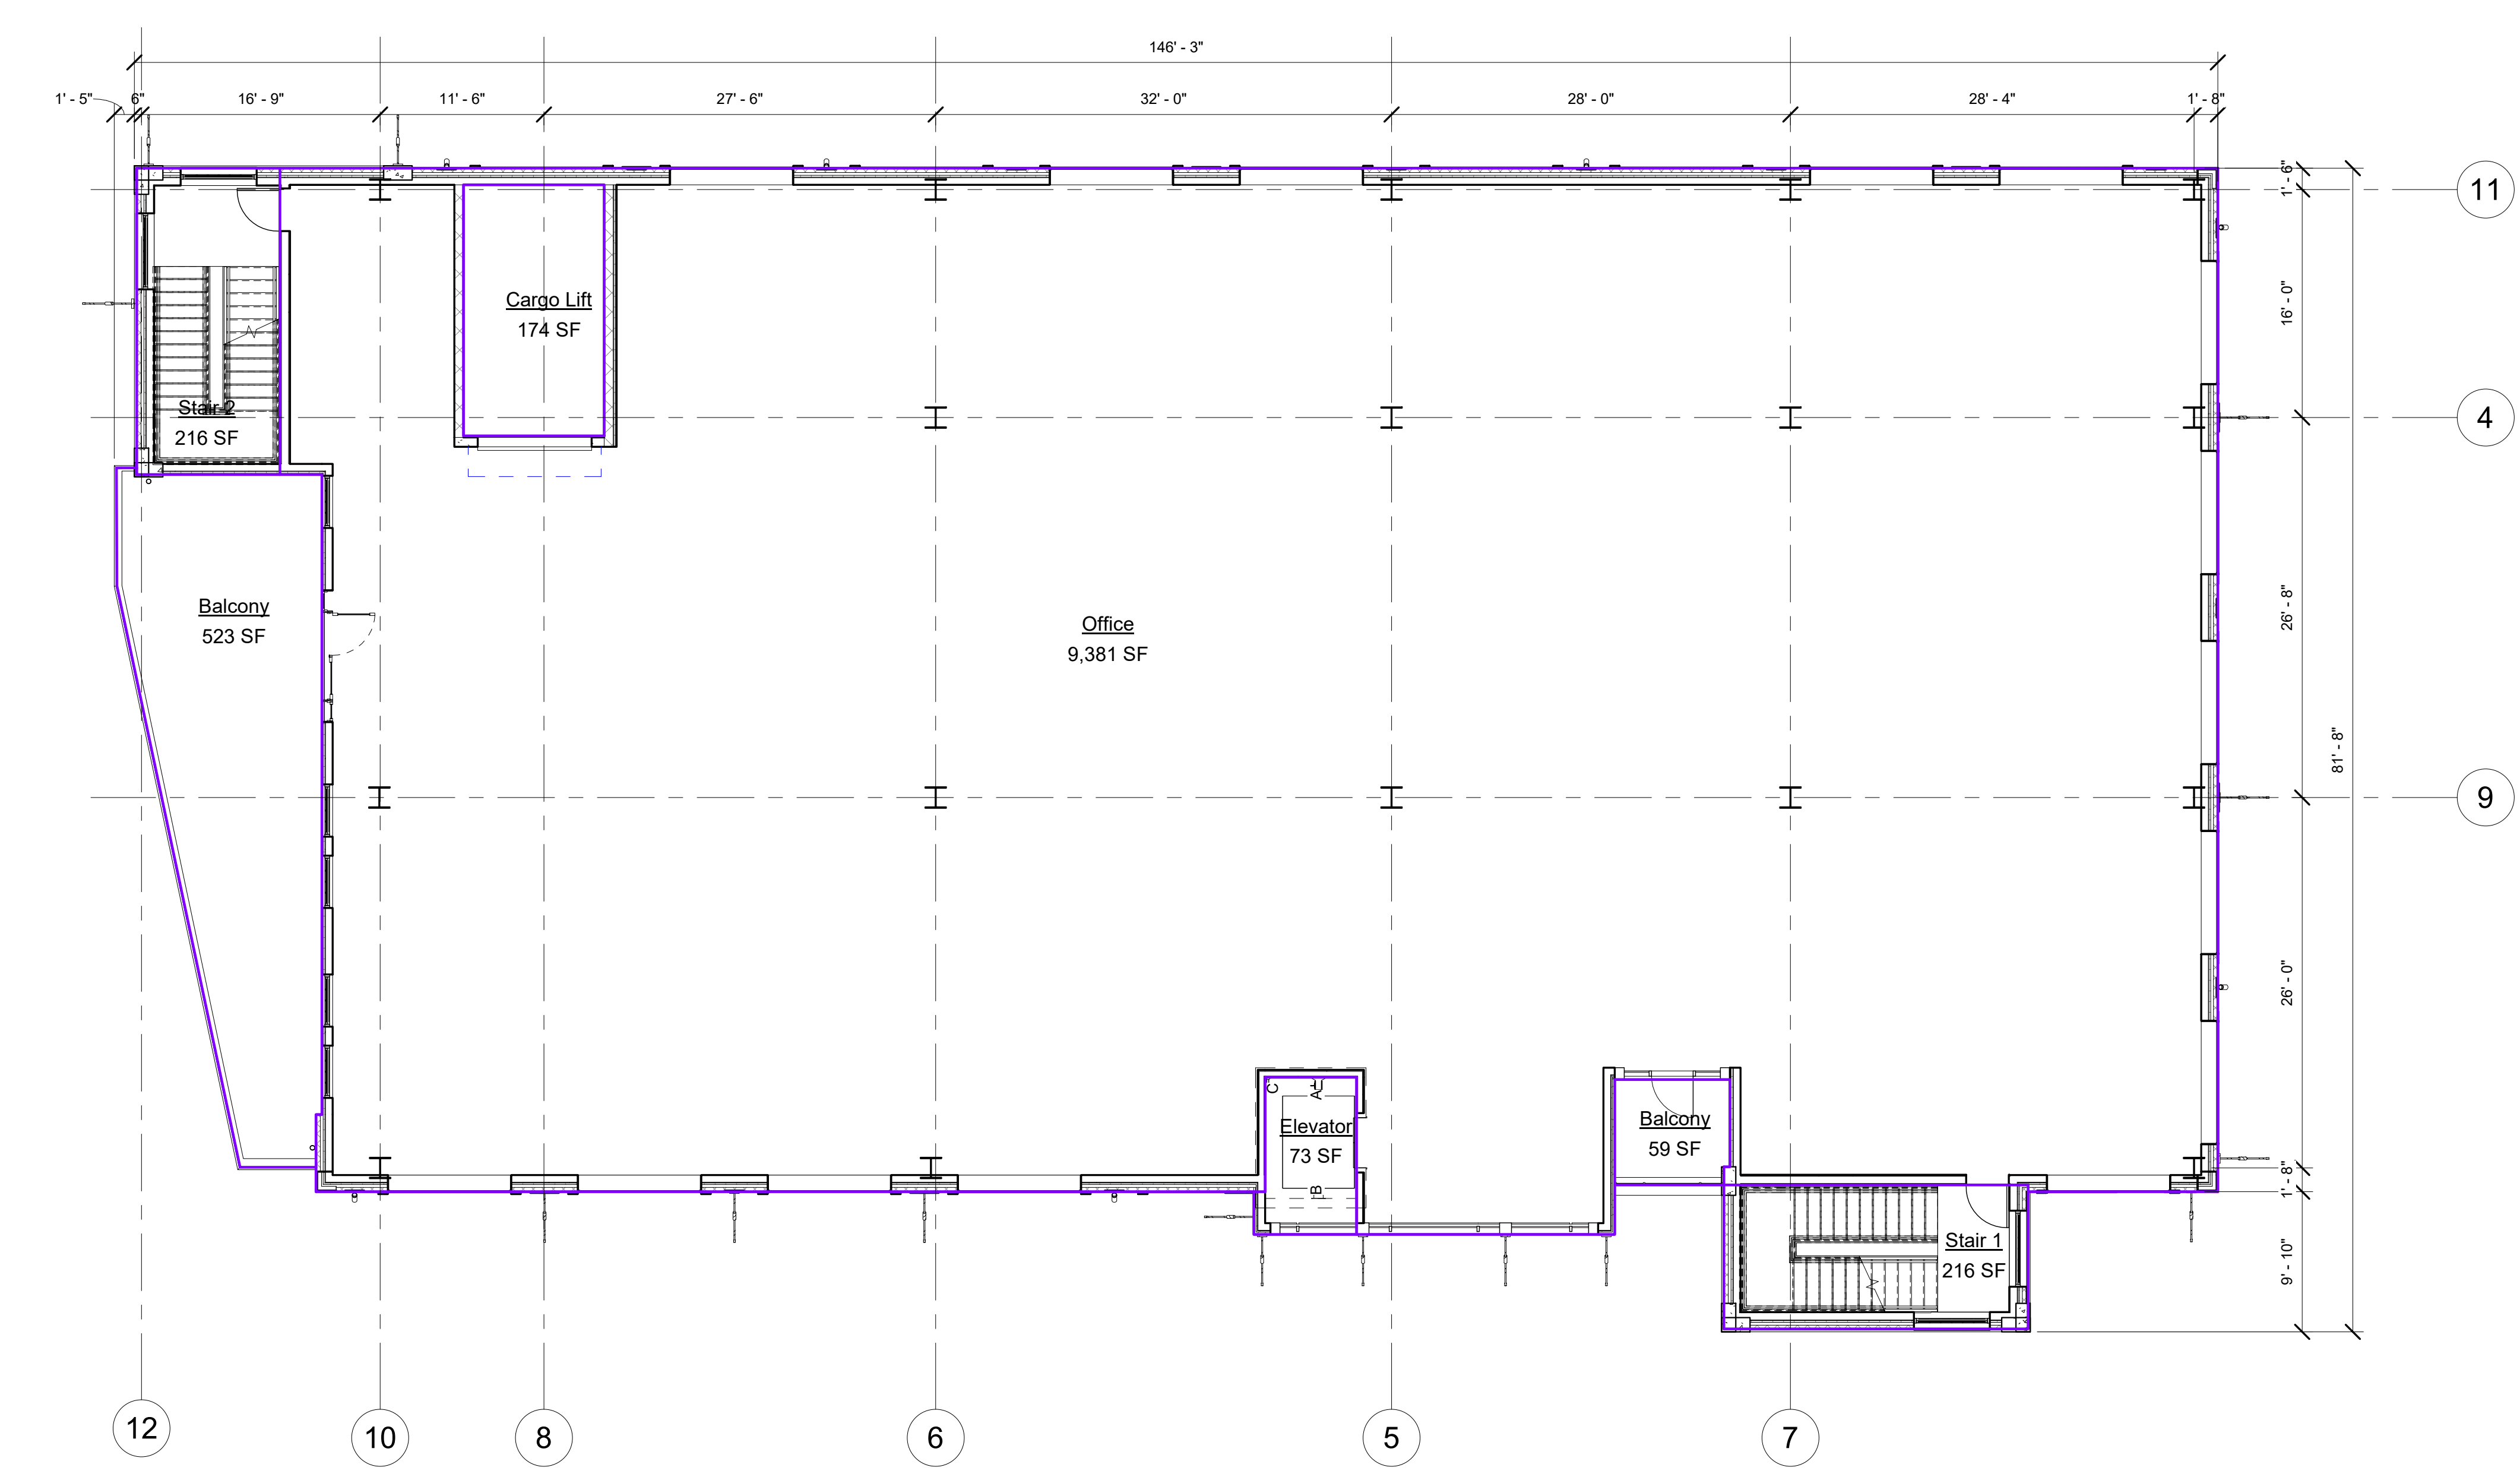 146' - 3"
1' - 5"
6"
16' - 9"
11' - 6"
27' - 6"
32' - 0"
28' - 0"
28' - 4"
1' - 8"
1' - 6"
11
16' - 0"
Cargo Lift
174 SF
Stair 2
216 SF
4
Balcony
523 SF
Office
9,381 SF
26' - 8"
81' - 8"
9
26' - 0"
C
A
Elevator
73 SF
B
Balcony
59 SF
1' - 8"
Stair 1
216 SF
9' - 10"
12
10
8
6
5
7